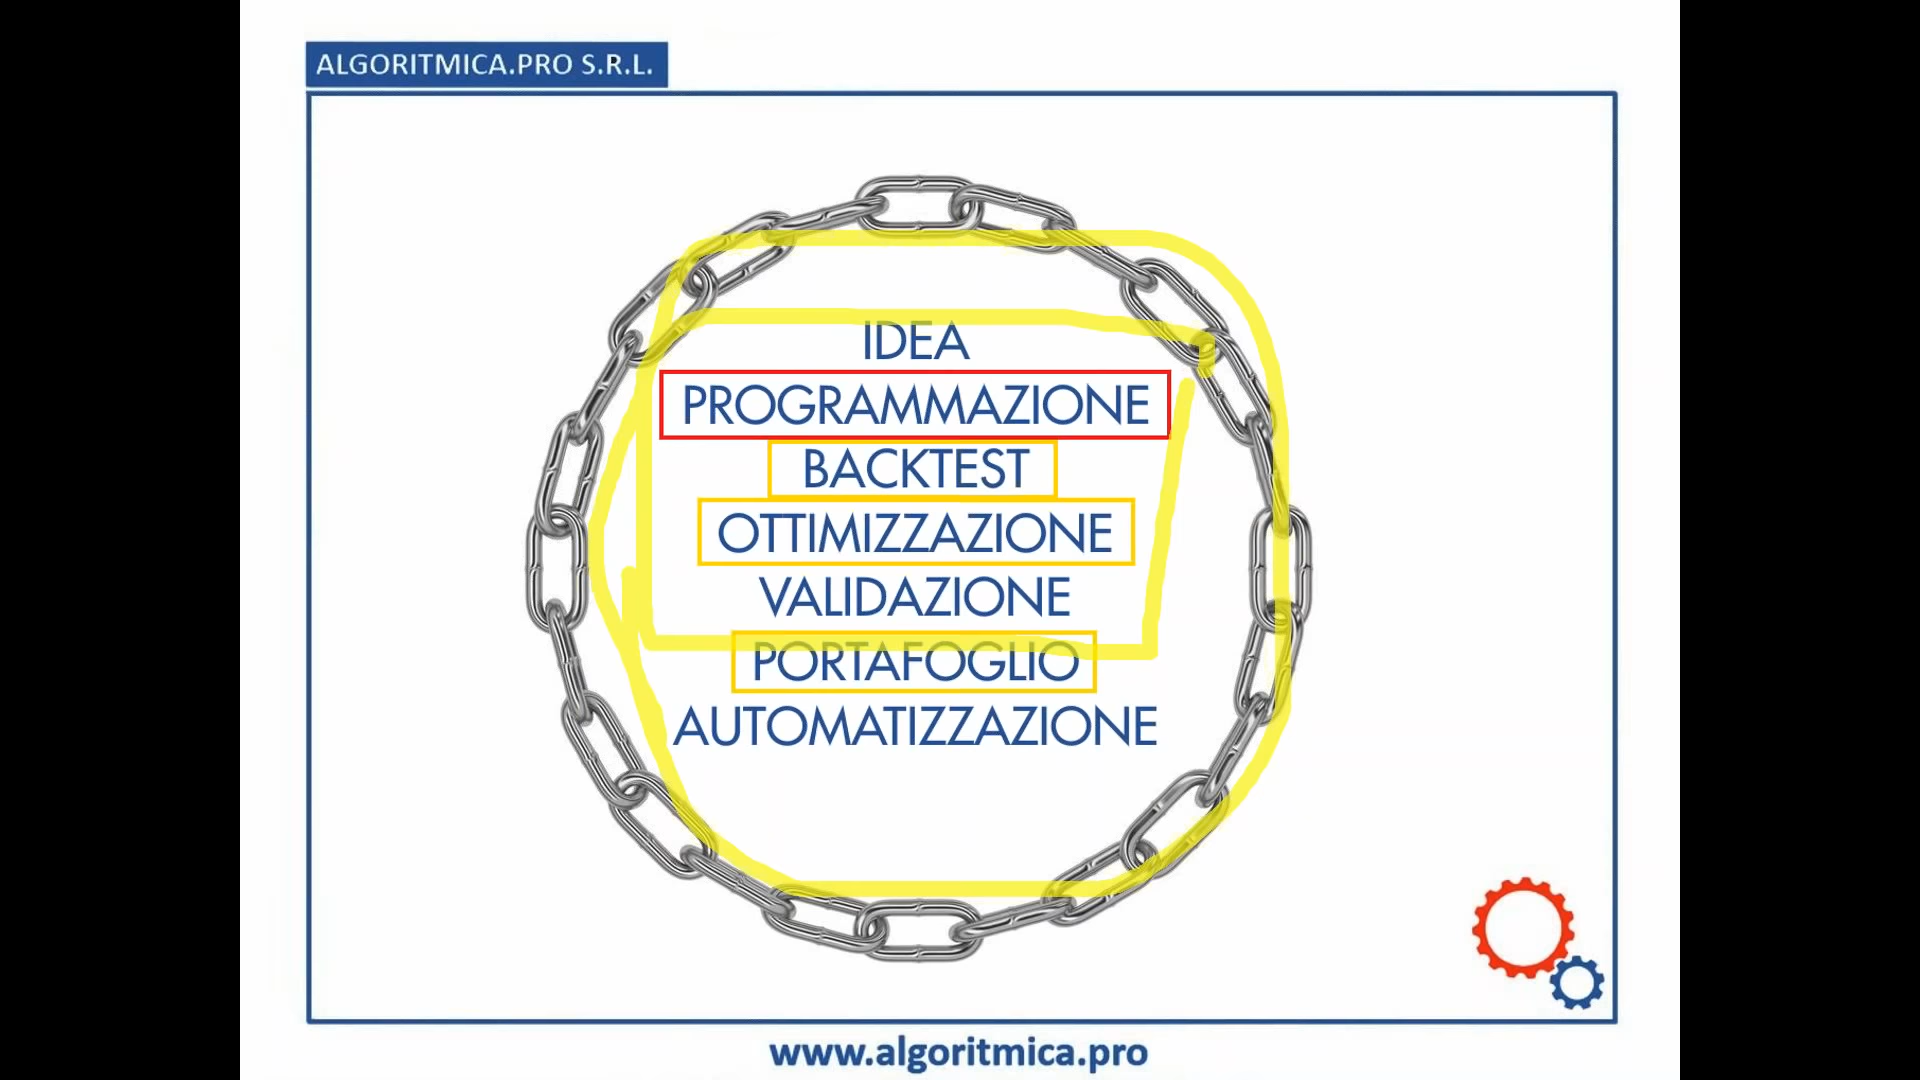 ALGORITMICA.PRO S.R.L.
IDEA
PROGRAMMAZIONE
BACKTEST
OTTIMIZZAZIONE
VALIDAZIONE
PORTAFOGLIO
AUTOMATIZZAZIONE
www.algoritmica.pro